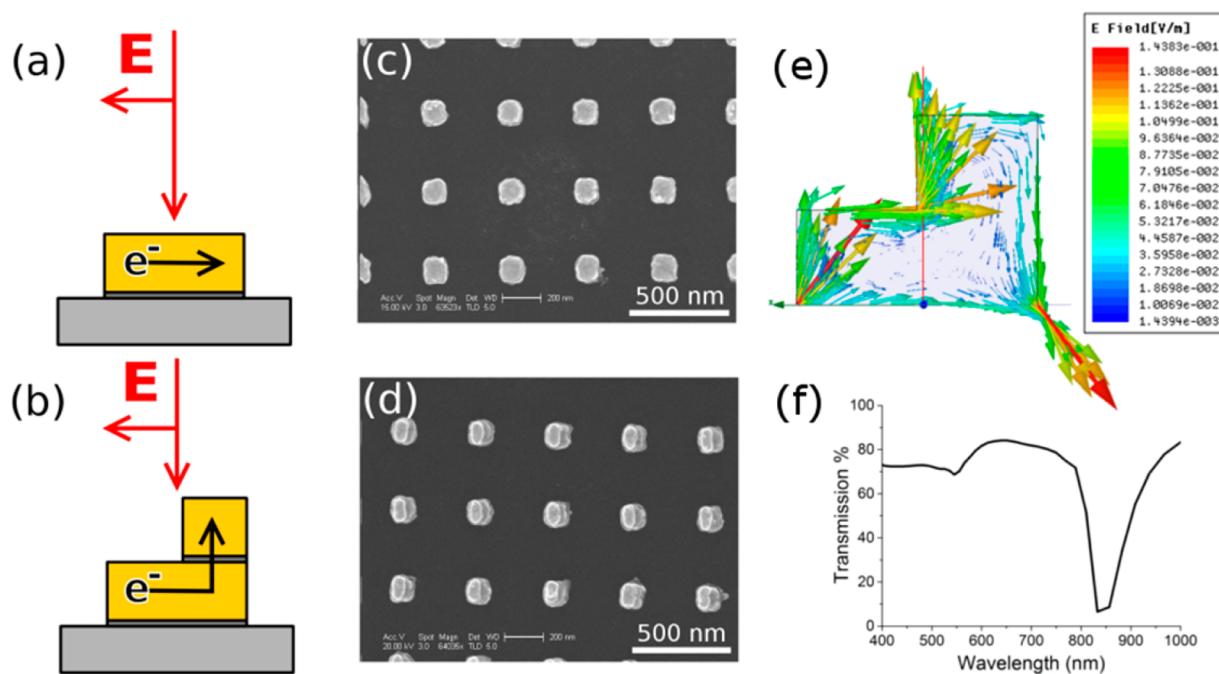 (a)
E
e-
(b)
E
e-
(c)
Acc.V Spot Magn Det WD
15.00 kV 3.0 63523x TLD 5.0
200 nm
500 nm
(d)
Acc.V Spot Magn Det WD
20.00 kV 3.0 64035x TLD 5.0
200 nm
500 nm
(e)
E Field[V/m]
1.4383e-001
1.3088e-001
1.2225e-001
1.1362e-001
1.0499e-001
9.6364e-002
8.7735e-002
7.9105e-002
7.0476e-002
6.1846e-002
5.3217e-002
4.4587e-002
3.5958e-002
2.7328e-002
1.8698e-002
1.0069e-002
1.4394e-003
x
(f)
Transmission %
100
80
60
40
20
0
400 500 600 700 800 900 1000
Wavelength (nm)